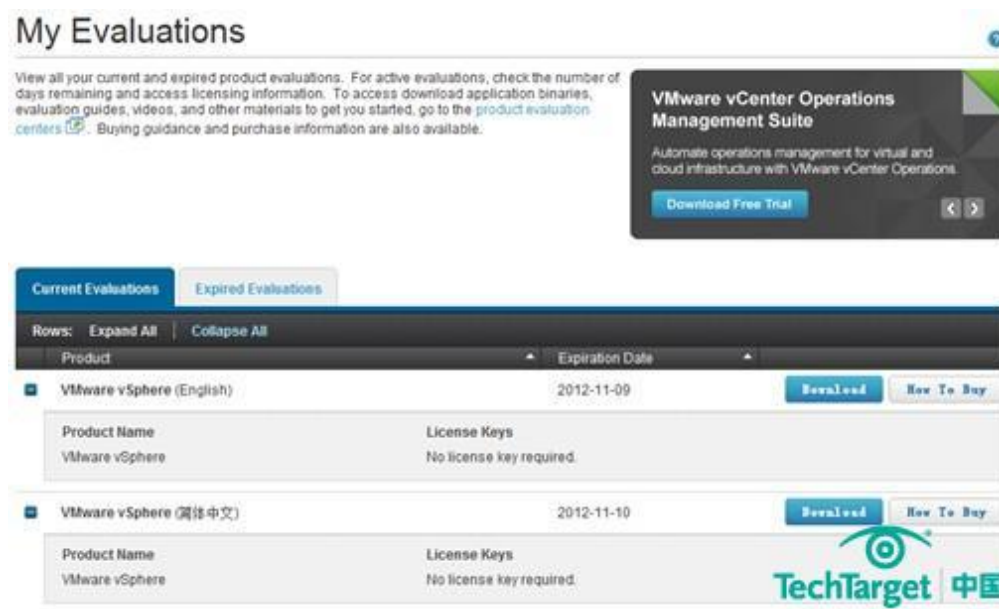 My Evaluations
?
View all your current and expired product evaluations. For active evaluations, check the number of
days remaining and access licensing information. To access download application binaries,
evaluation guides, videos, and other materials to get you started, go to the product evaluation
centers . Buying guidance and purchase information are also available.
VMware vCenter Operations
Management Suite
Automate operations management for virtual and
cloud infrastructure with VMware vCenter Operations.
Download Free Trial
Current Evaluations Expired Evaluations
Rows: Expand All | Collapse All
Product Expiration Date
VMware vSphere (English) 2012-11-09 Download How To Buy
Product Name License Keys
VMware vSphere No license key required.
VMware vSphere (简体中文) 2012-11-10 Download How To Buy
Product Name License Keys
VMware vSphere No license key required.
TechTarget 中国